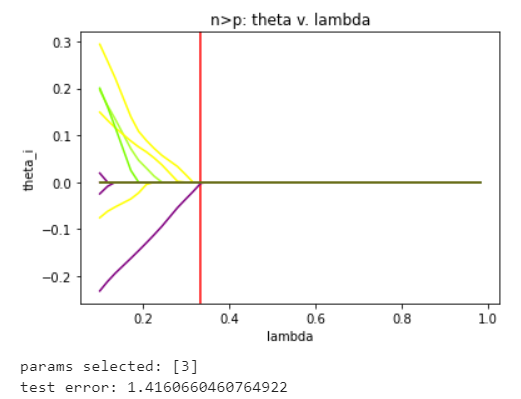 n>p: theta v. lambda
0.3
0.2
0.1
0.0
−0.1
−0.2
theta_i
0.2 0.4 0.6 0.8 1.0
lambda
params selected: [3]
test error: 1.4160660460764922